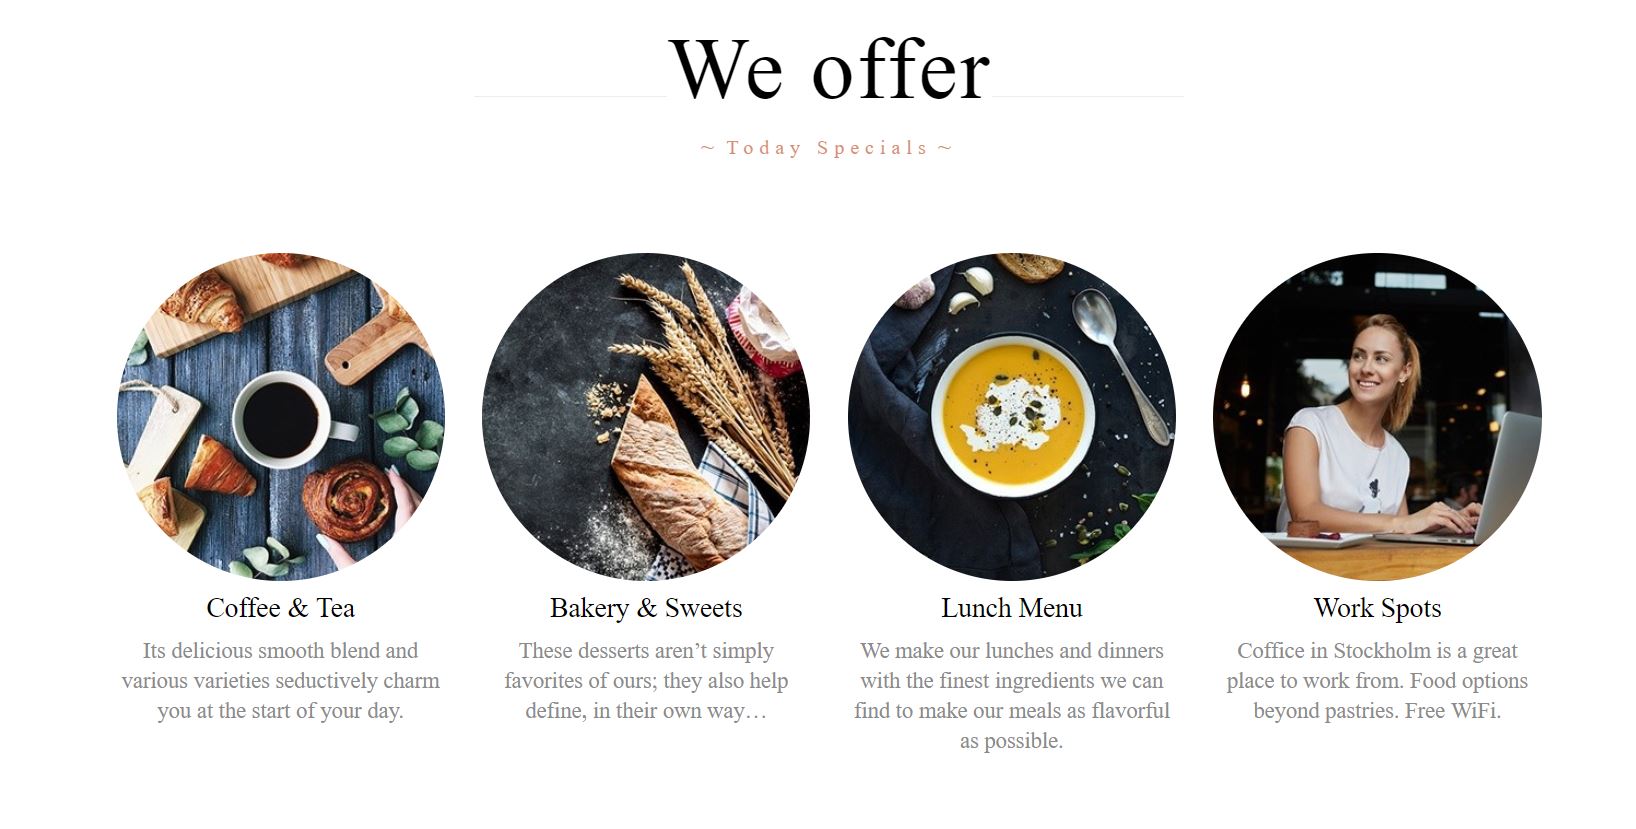 We offer
~ Today Specials ~
Coffee & Tea
Its delicious smooth blend and
various varieties seductively charm
you at the start of your day.
Bakery & Sweets
These desserts aren’t simply
favorites of ours; they also help
define, in their own way…
Lunch Menu
We make our lunches and dinners
with the finest ingredients we can
find to make our meals as flavorful
as possible.
Work Spots
Coffice in Stockholm is a great
place to work from. Food options
beyond pastries. Free WiFi.